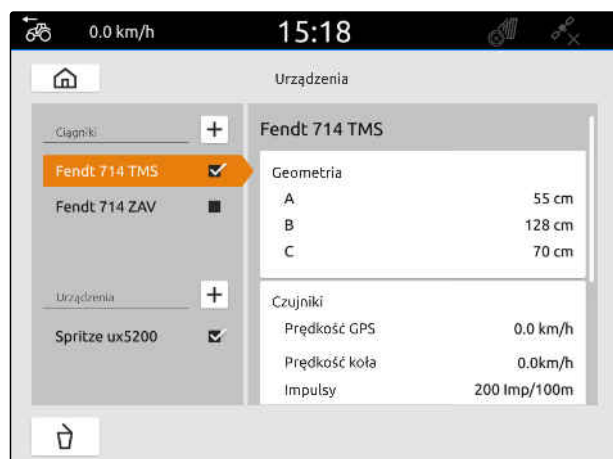 0.0 km/h 15:18
Urządzenia
Ciągniki
Fendt 714 TMS
Fendt 714 ZAV
Urządzenia
Spritze ux5200
Fendt 714 TMS
Geometria
A 55 cm
B 128 cm
C 70 cm
Czujniki
Prędkość GPS 0.0 km/h
Prędkość koła 0.0km/h
Impulsy 200 Imp/100m